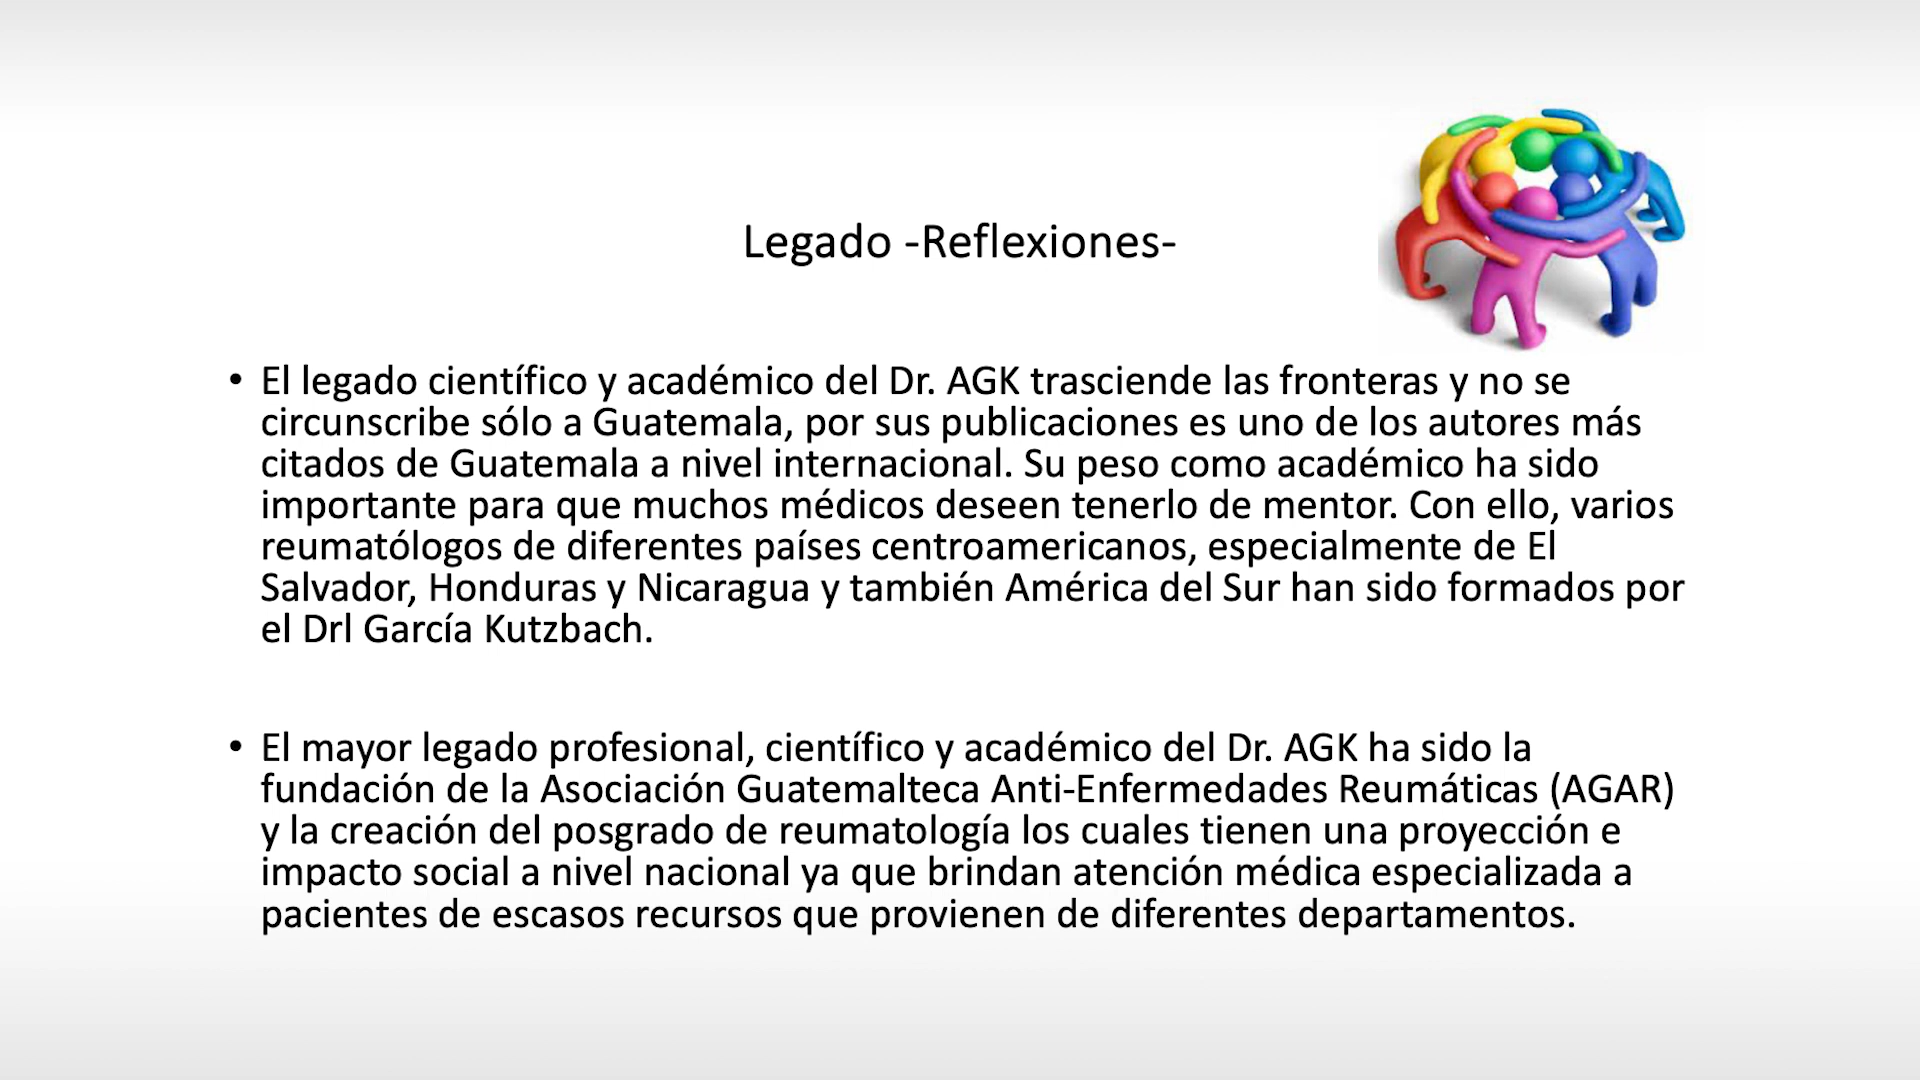 Legado -Reflexiones-
• El legado científico y académico del Dr. AGK trasciende las fronteras y no se
circunscribe sólo a Guatemala, por sus publicaciones es uno de los autores más
citados de Guatemala a nivel internacional. Su peso como académico ha sido
importante para que muchos médicos deseen tenerlo de mentor. Con ello, varios
reumatólogos de diferentes países centroamericanos, especialmente de El
Salvador, Honduras y Nicaragua y también América del Sur han sido formados por
el Drl García Kutzbach.
• El mayor legado profesional, científico y académico del Dr. AGK ha sido la
fundación de la Asociación Guatemalteca Anti-Enfermedades Reumáticas (AGAR)
y la creación del posgrado de reumatología los cuales tienen una proyección e
impacto social a nivel nacional ya que brindan atención médica especializada a
pacientes de escasos recursos que provienen de diferentes departamentos.